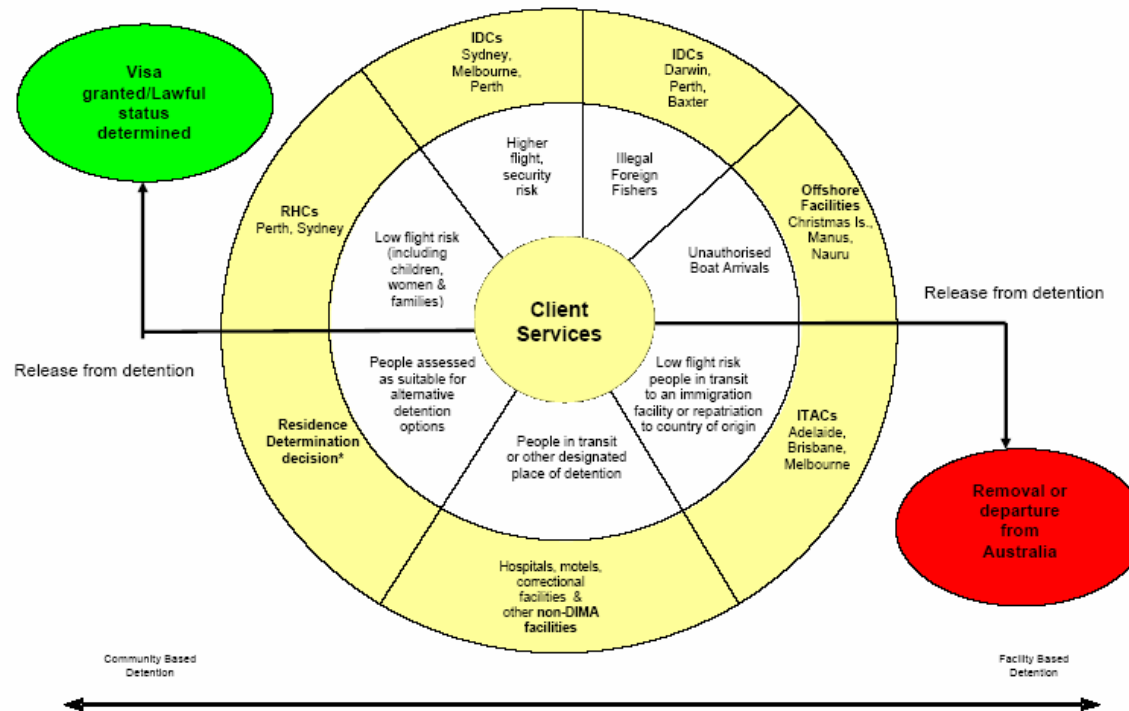 Visa
granted/Lawful
status
determined
IDCs
Sydney,
Melbourne,
Perth
IDCs
Darwin,
Perth,
Baxter
Higher
flight,
security
risk
Illegal
Foreign
Fishers
RHCs
Perth, Sydney
Low flight risk
(including
children,
women &
families)
Unauthorised
Boat Arrivals
Offshore
Facilities
Christmas Is.,
Manus,
Nauru
Client
Services
Release from detention
Release from detention
People assessed
as suitable for
alternative
detention
options
Low flight risk
people in transit
to an immigration
facility or repatriation
to country of origin
Residence
Determination
decision*
People in transit
or other designated
place of detention
ITACs
Adelaide,
Brisbane,
Melbourne
Removal or
departure
from
Australia
Hospitals, motels,
correctional
facilities &
other non-DIMA
facilities
Community Based
Detention
Facility Based
Detention